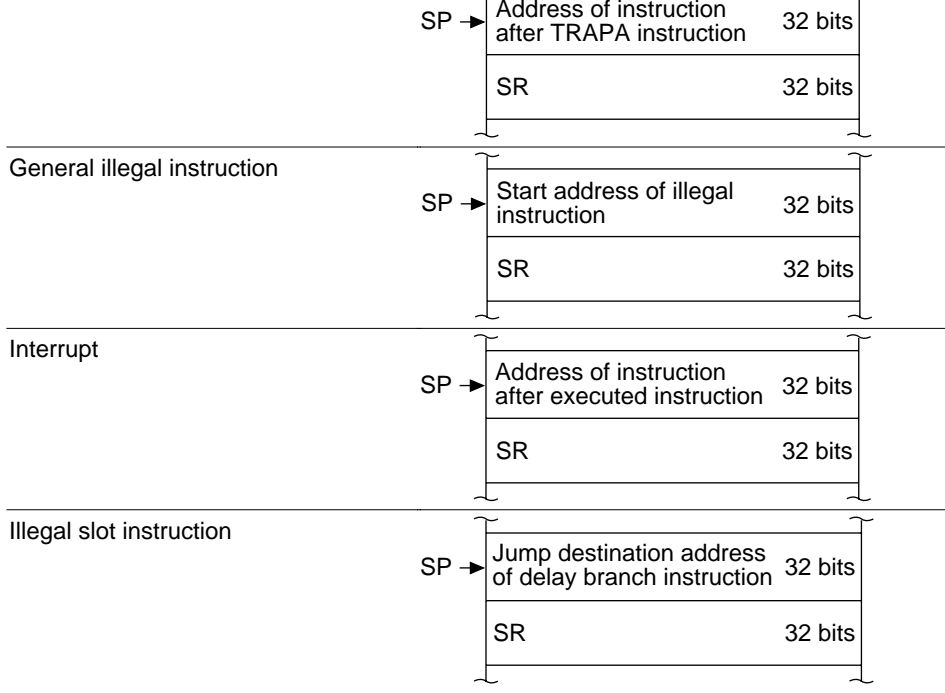 Address of instruction
SP after TRAPA instruction 32 bits
SR 32 bits
General illegal instruction
Start address of illegal
SP instruction 32 bits
SR 32 bits
Interrupt
Address of instruction
SP after executed instruction 32 bits
SR 32 bits
Illegal slot instruction
Jump destination address
SP of delay branch instruction 32 bits
SR 32 bits